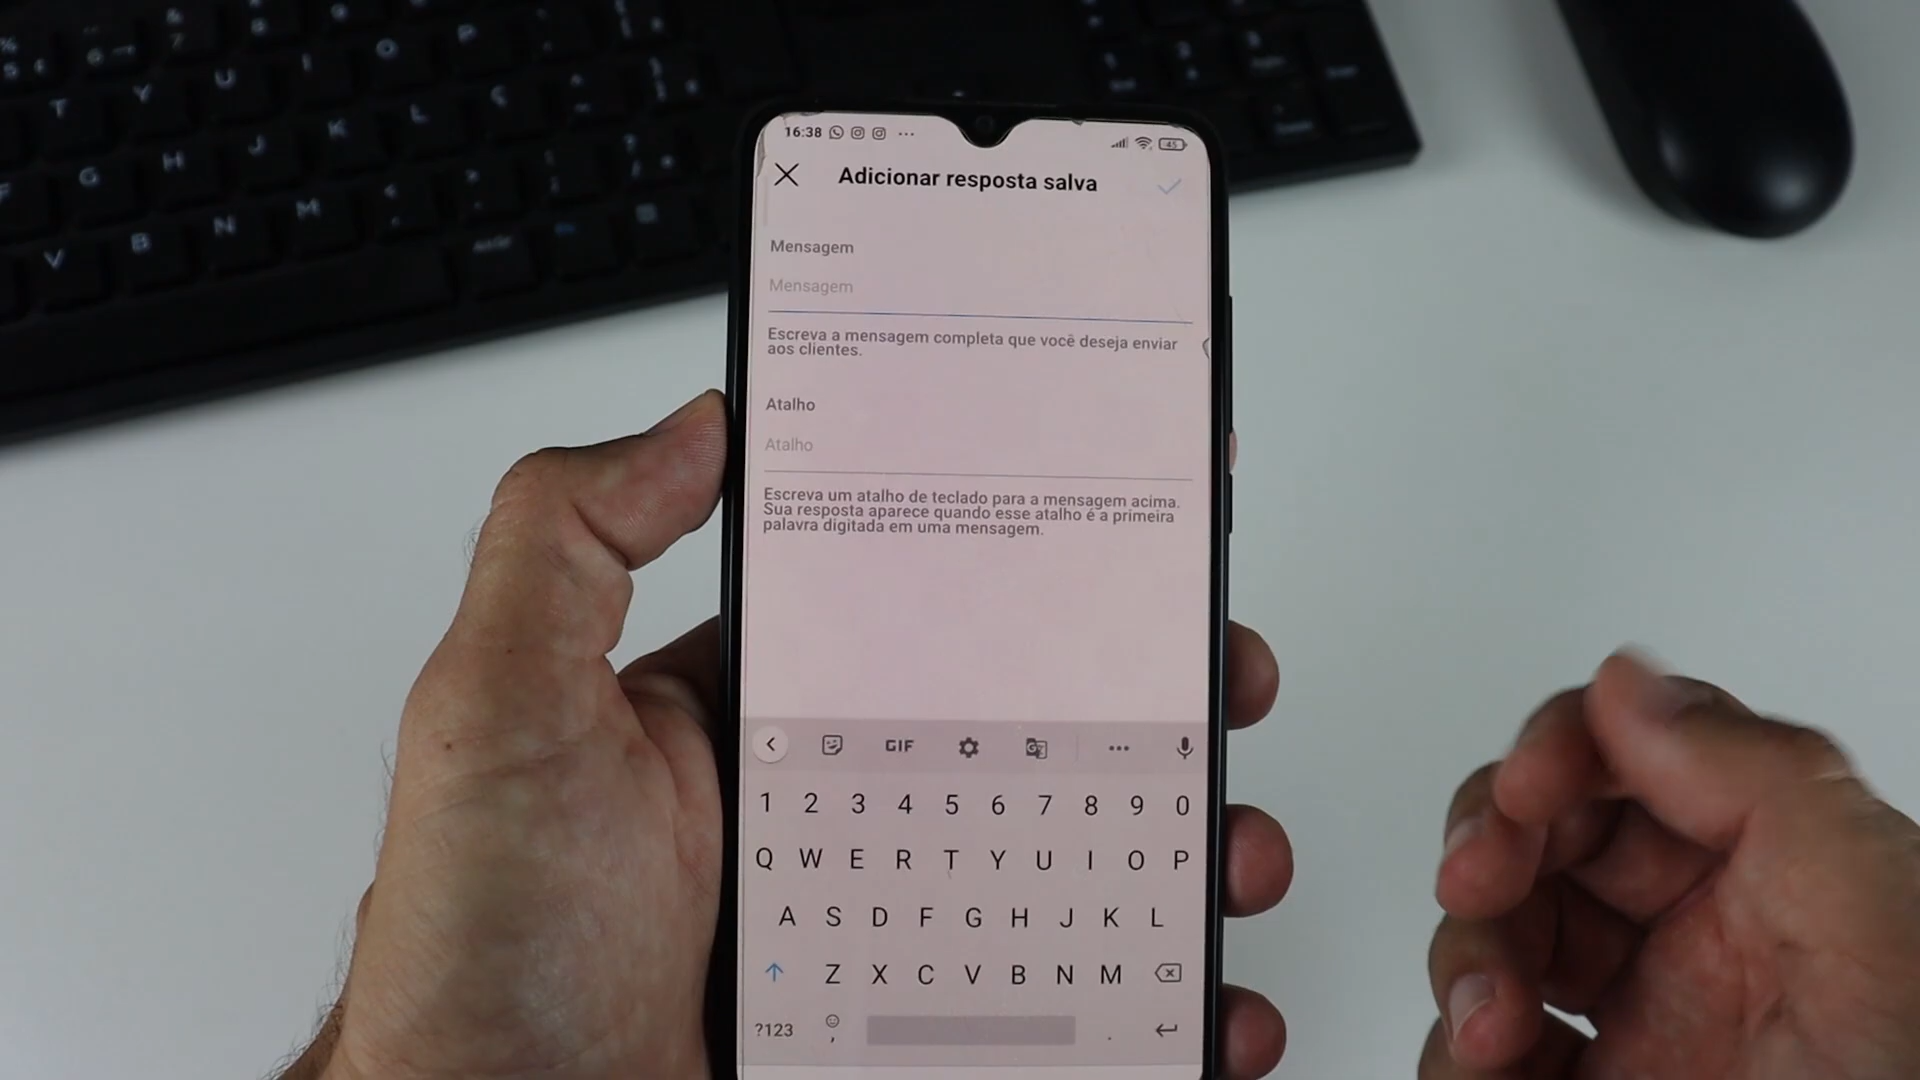 16:38
45
Adicionar resposta salva
Mensagem
Mensagem
Escreva a mensagem completa que você deseja enviar
aos clientes.
Atalho
Atalho
Escreva um atalho de teclado para a mensagem acima.
Sua resposta aparece quando esse atalho é a primeira
palavra digitada em uma mensagem.
GIF
1 2 3 4 5 6 7 8 9 0
Q W E R T Y U I O P
A S D F G H J K L
Z X C V B N M
?123 , .
T Y U I O P
G H J K L Ç
V B N M < >